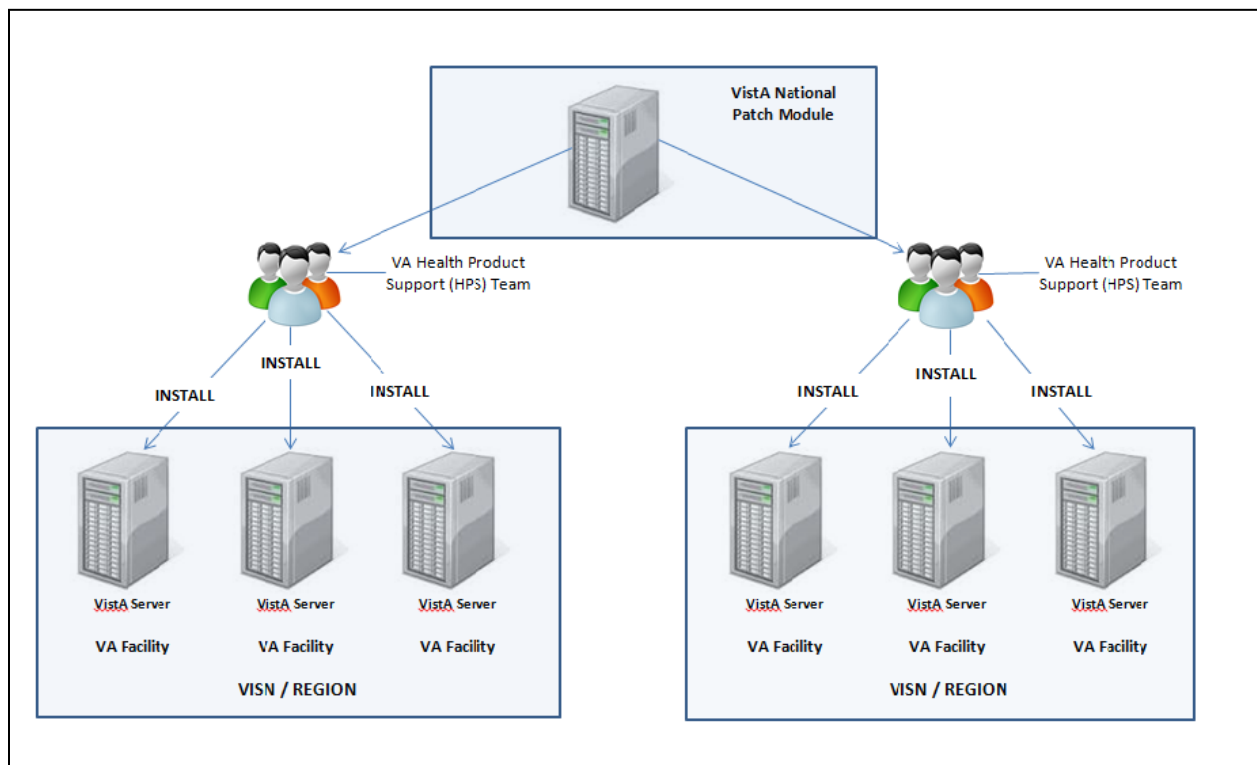 VistA National
Patch Module
VA Health Product
Support (HPS) Team
VA Health Product
Support (HPS) Team
INSTALL
INSTALL
INSTALL
INSTALL
INSTALL
INSTALL
VistA Server
VistA Server
VistA Server
VA Facility
VA Facility
VA Facility
VISN / REGION
VistA Server
VistA Server
VistA Server
VA Facility
VA Facility
VA Facility
VISN / REGION